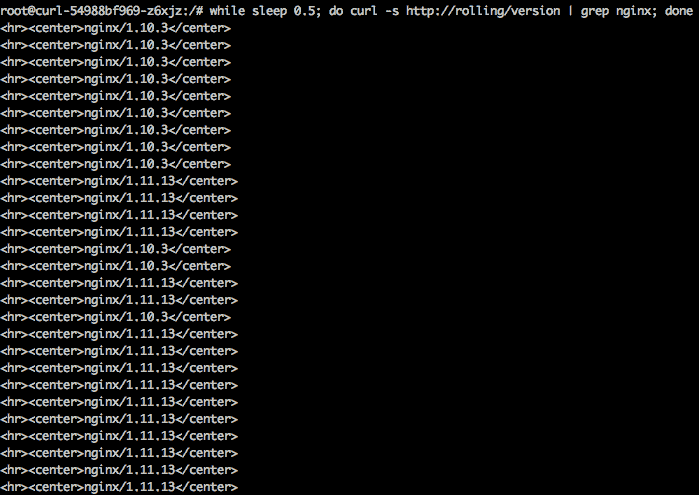 root@curl-54988bf969-z6xjz:/# while sleep 0.5; do curl -s http://rolling/version | grep nginx; done
<hr><center>nginx/1.10.3</center>
<hr><center>nginx/1.10.3</center>
<hr><center>nginx/1.10.3</center>
<hr><center>nginx/1.10.3</center>
<hr><center>nginx/1.10.3</center>
<hr><center>nginx/1.10.3</center>
<hr><center>nginx/1.10.3</center>
<hr><center>nginx/1.10.3</center>
<hr><center>nginx/1.10.3</center>
<hr><center>nginx/1.11.13</center>
<hr><center>nginx/1.11.13</center>
<hr><center>nginx/1.11.13</center>
<hr><center>nginx/1.11.13</center>
<hr><center>nginx/1.10.3</center>
<hr><center>nginx/1.10.3</center>
<hr><center>nginx/1.11.13</center>
<hr><center>nginx/1.11.13</center>
<hr><center>nginx/1.10.3</center>
<hr><center>nginx/1.11.13</center>
<hr><center>nginx/1.11.13</center>
<hr><center>nginx/1.11.13</center>
<hr><center>nginx/1.11.13</center>
<hr><center>nginx/1.11.13</center>
<hr><center>nginx/1.11.13</center>
<hr><center>nginx/1.11.13</center>
<hr><center>nginx/1.11.13</center>
<hr><center>nginx/1.11.13</center>
<hr><center>nginx/1.11.13</center>